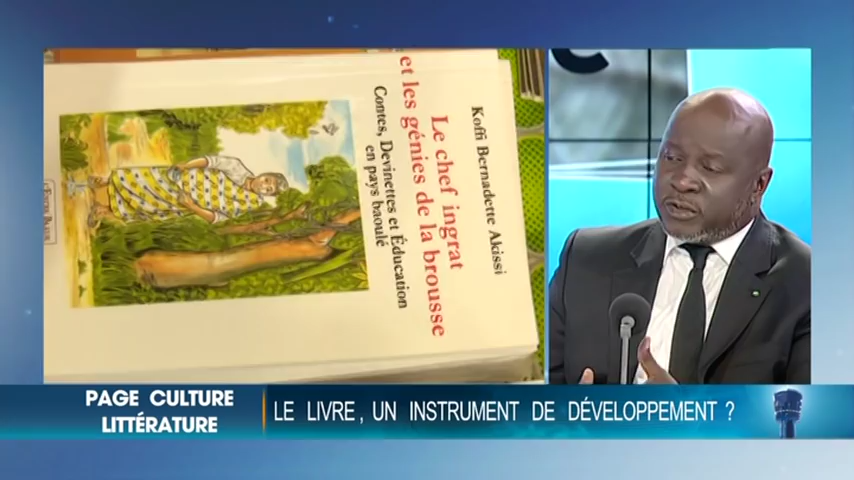 Koffi Bernadette Akissi
Le chef ingrat
et les génies de la brousse
Contes, Devinettes et Éducation
en pays baoulé
PAGE CULTURE
LITTÉRATURE
LE LIVRE, UN INSTRUMENT DE DÉVELOPPEMENT ?